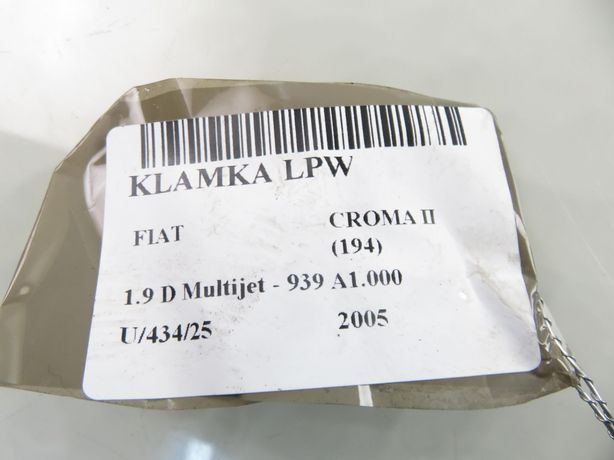 KLAMKA LPW
FIAT CROMA II
(194)
1.9 D Multijet - 939 A1.000
U/434/25 2005